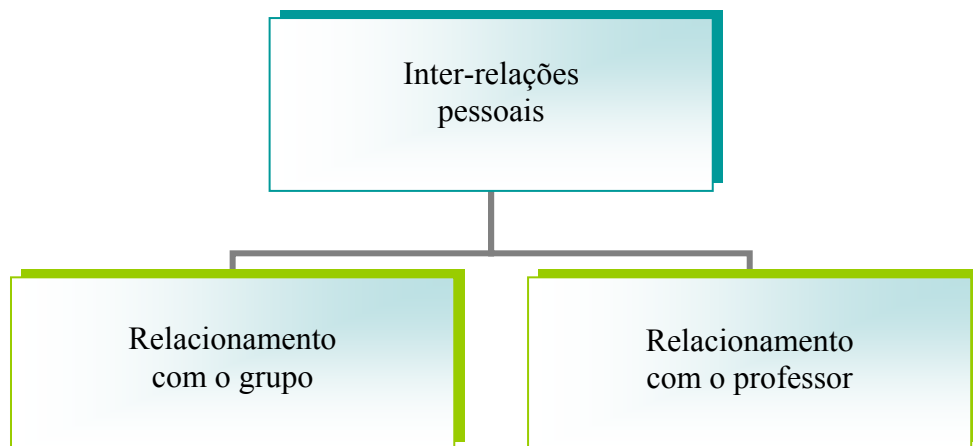 Inter-relações
pessoais
Relacionamento
com o grupo
Relacionamento
com o professor